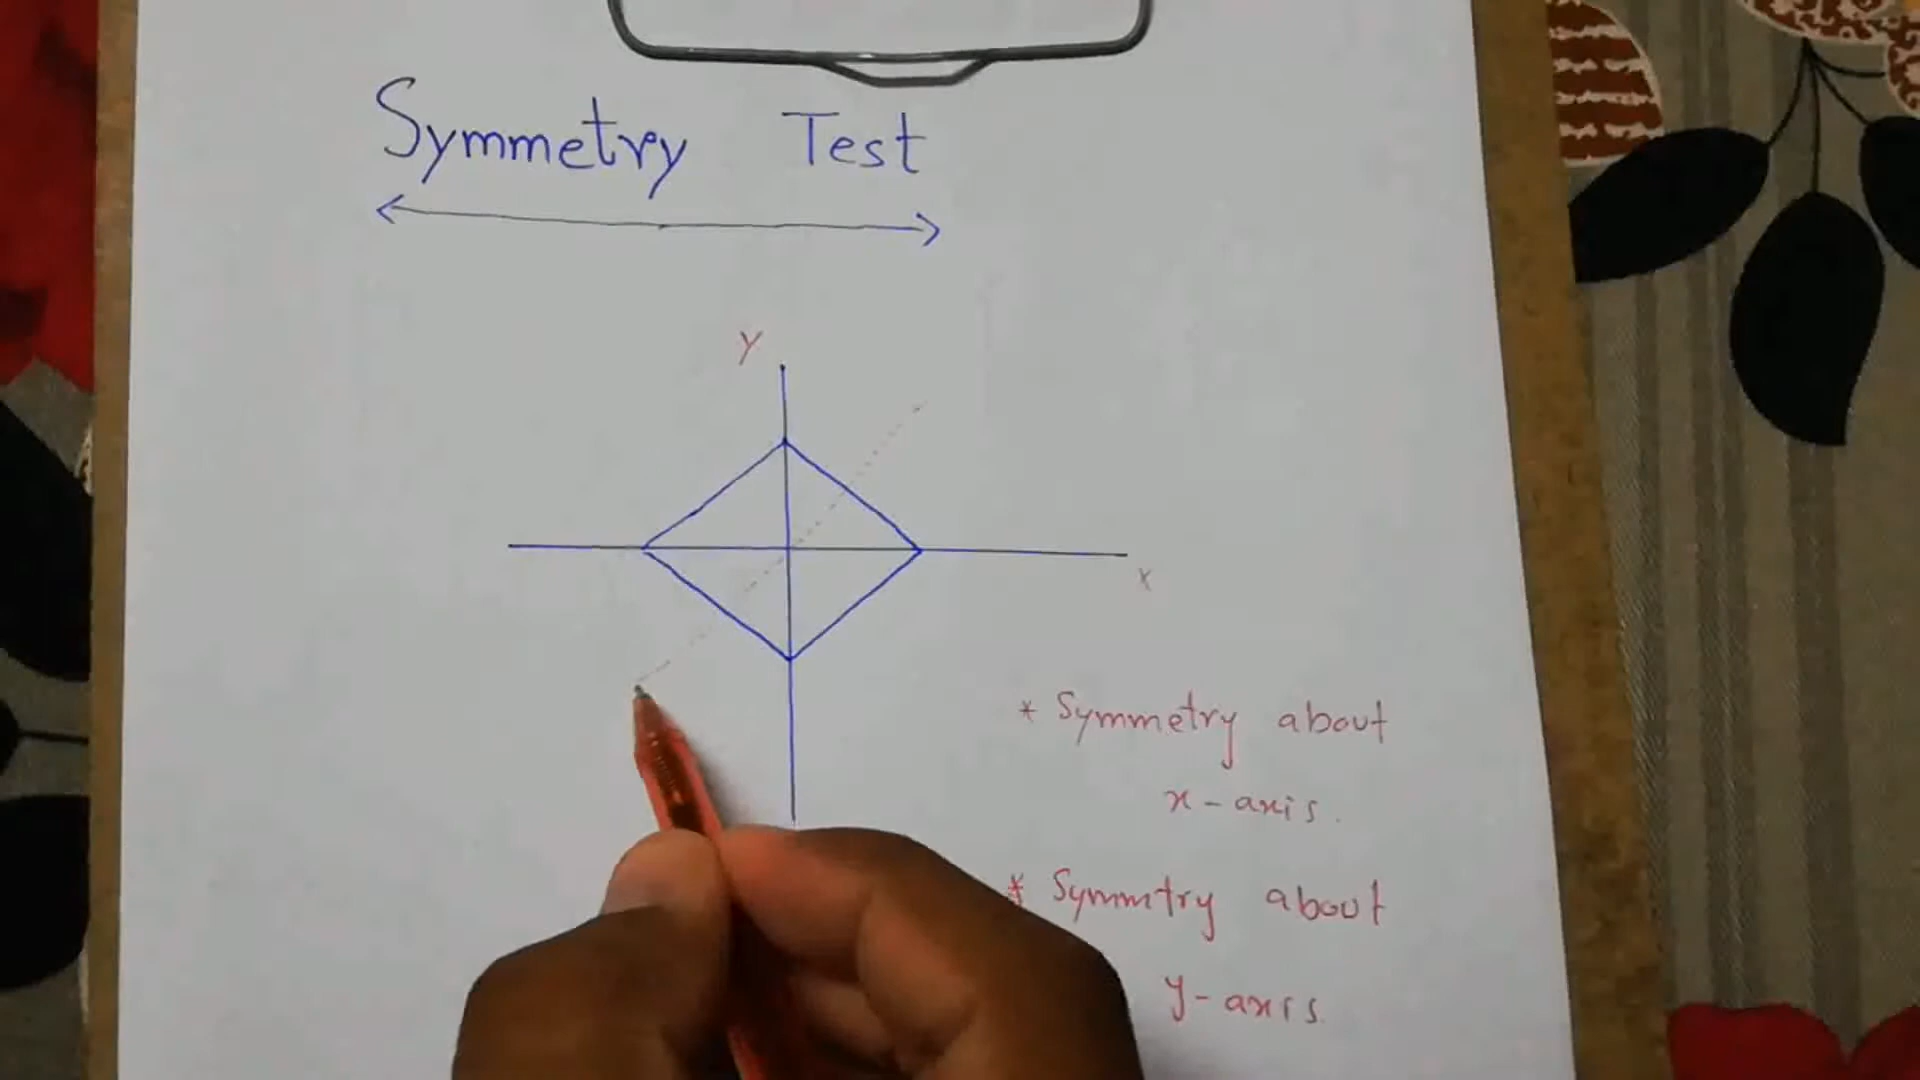 Symmetry Test
Y
x
* Symmetry about
x-axis.
* Symmtry about
y-axis.